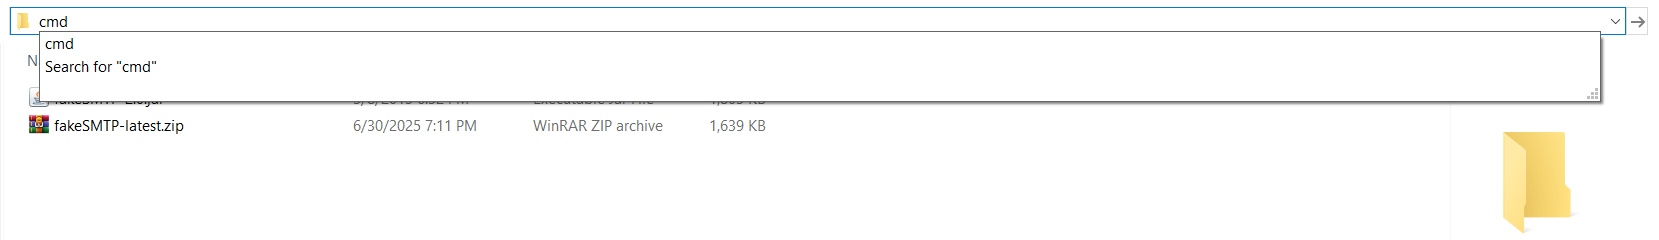 cmd
cmd
Search for "cmd"
fakeSMTP-latest.zip 6/30/2025 7:11 PM WinRAR ZIP archive 1,639 KB